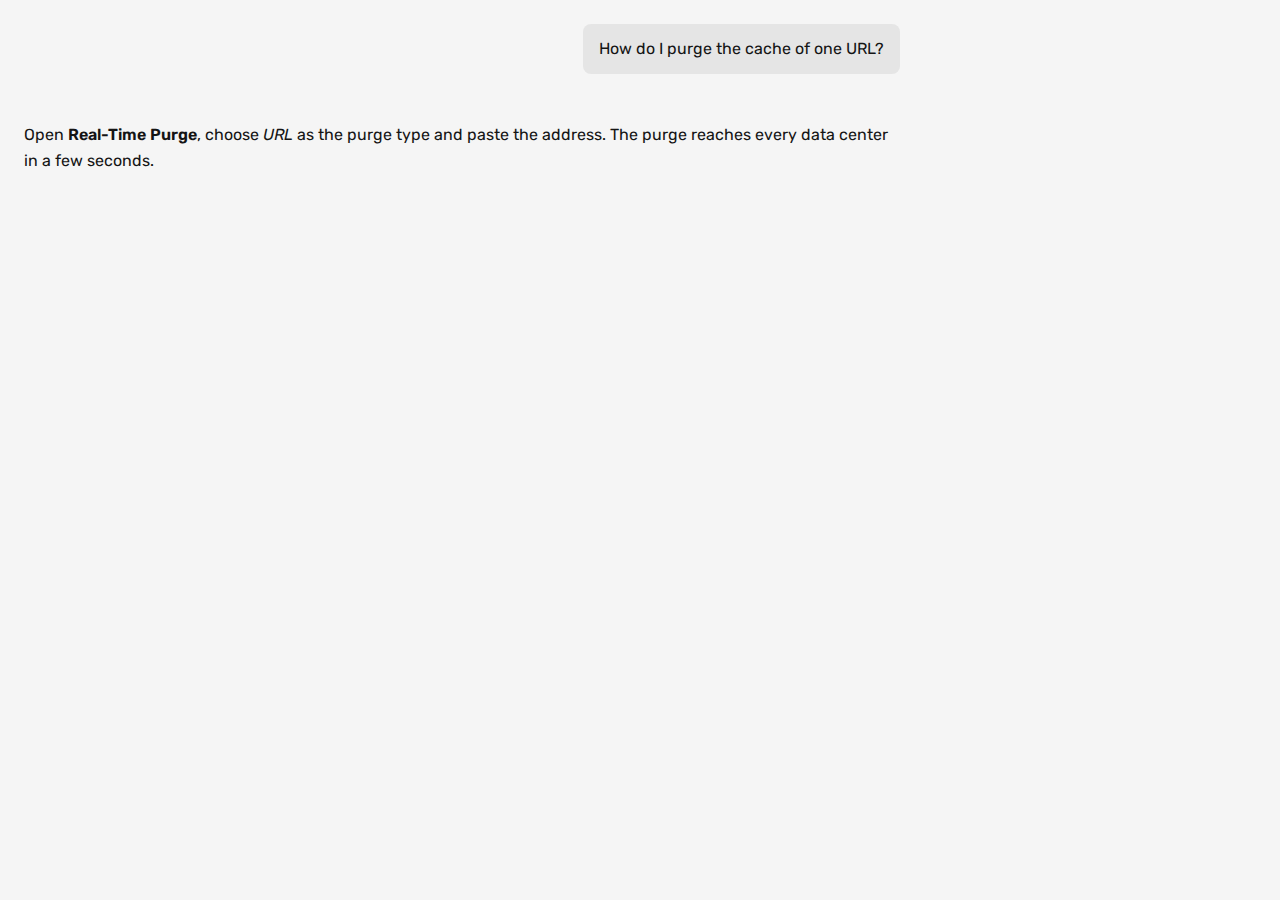 How do I purge the cache of one URL?
Open Real-Time Purge, choose URL as the purge type and paste the address. The purge reaches every data center
in a few seconds.